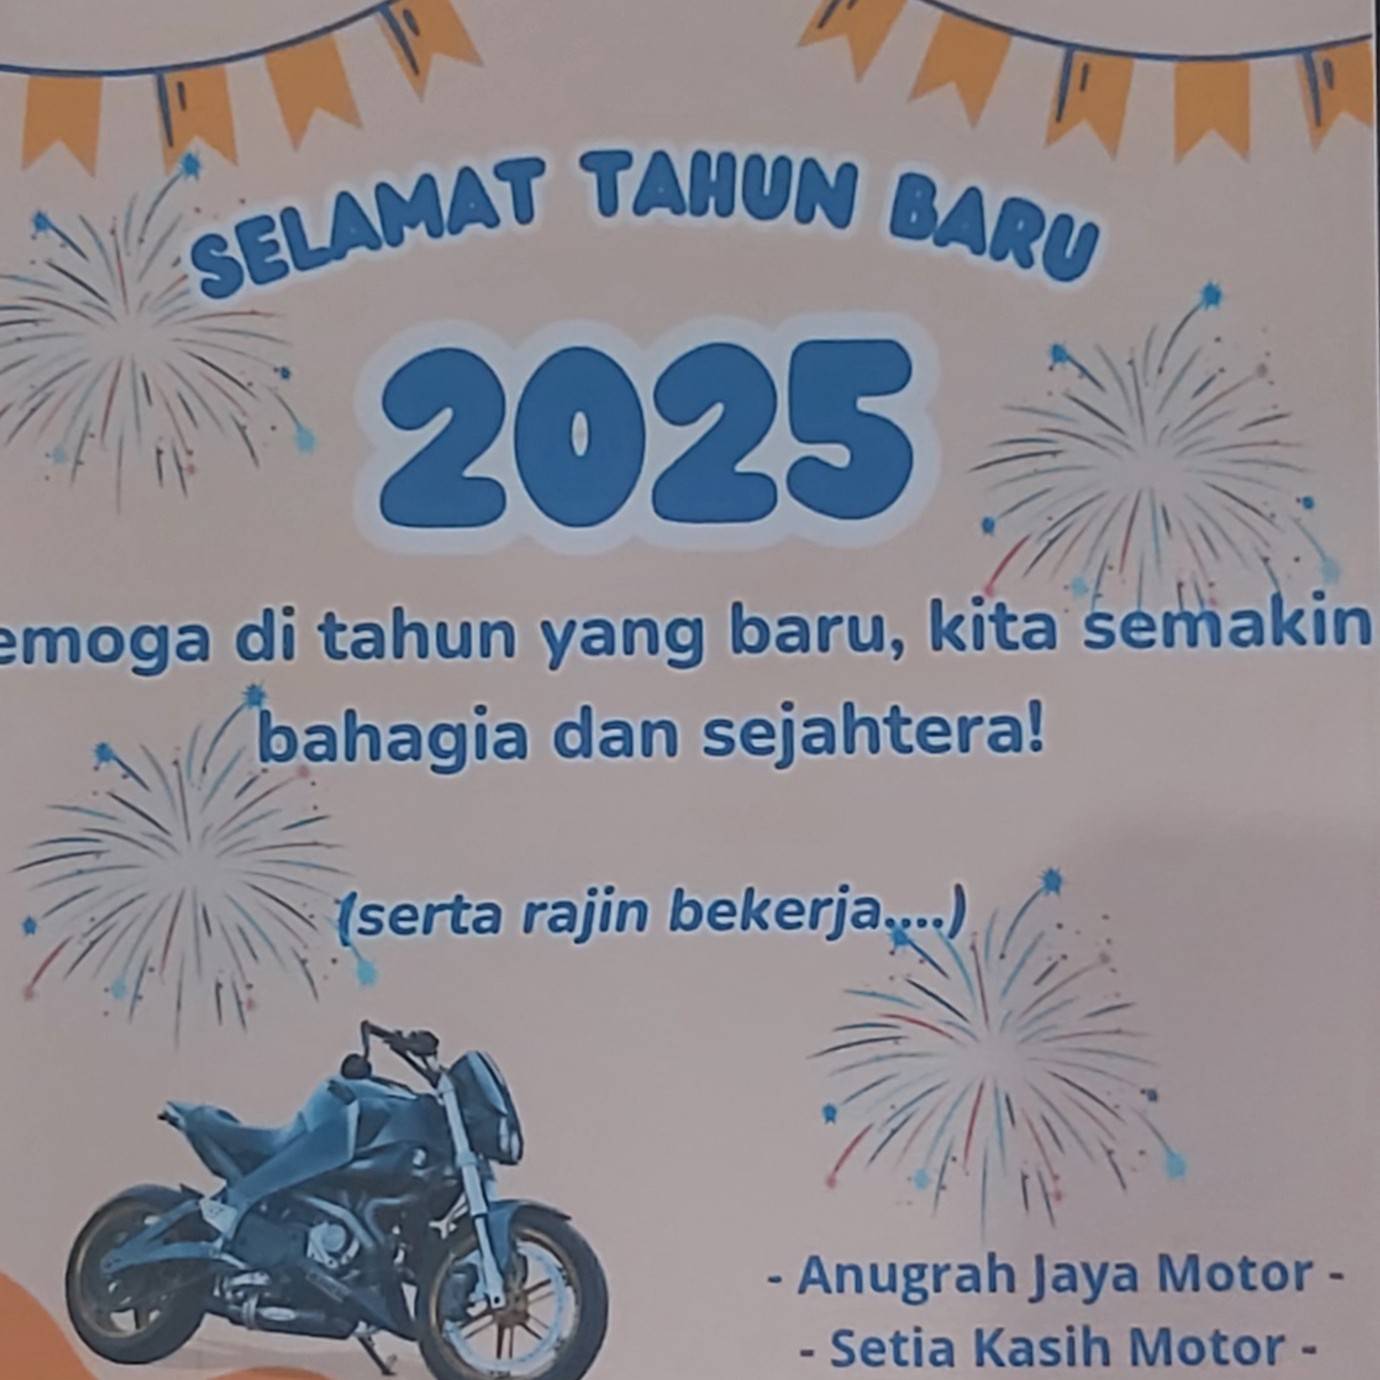 SELAMAT TAHUN BARU
2025
emoga di tahun yang baru, kita semakin
bahagia dan sejahtera!
(serta rajin bekerja....)
- Anugrah Jaya Motor -
- Setia Kasih Motor -